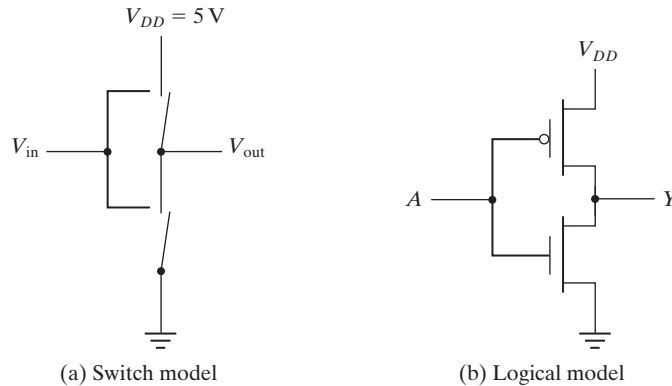 V_DD = 5 V
V_in
V_out
(a) Switch model
V_DD
A
Y
(b) Logical model